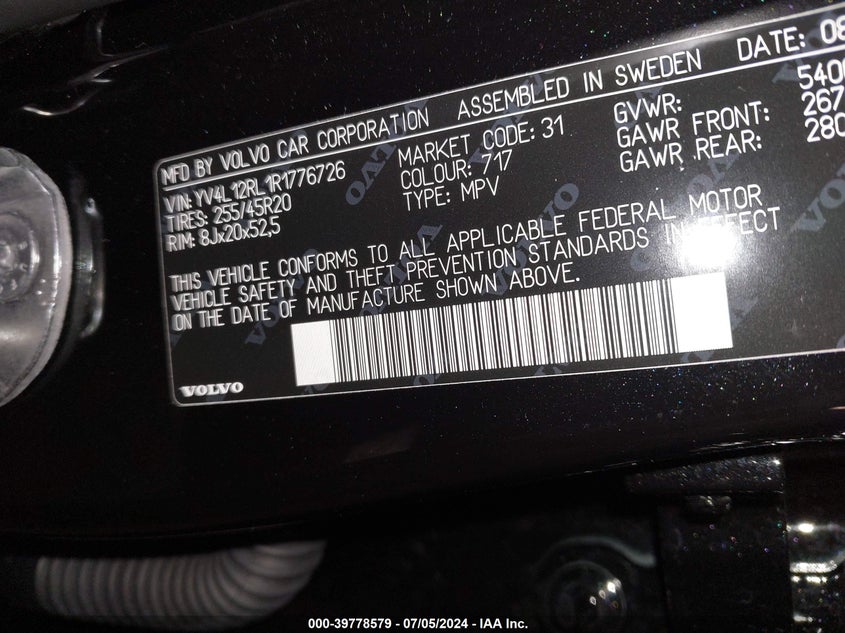 MFD BY VOLVO CAR CORPORATION ASSEMBLED IN SWEDEN DATE: 08
VIN: YV4L12RL1R1776726 MARKET CODE: 31 GVWR: 540
TIRES: 255/45R20 COLOUR: 717 GAWR FRONT: 267
RIM: 8Jx20x52,5 TYPE: MPV GAWR REAR: 280
THIS VEHICLE CONFORMS TO ALL APPLICABLE FEDERAL MOTOR
VEHICLE SAFETY AND THEFT PREVENTION STANDARDS IN EFFECT
ON THE DATE OF MANUFACTURE SHOWN ABOVE.
VOLVO
000-39778579 - 07/05/2024 - IAA Inc.